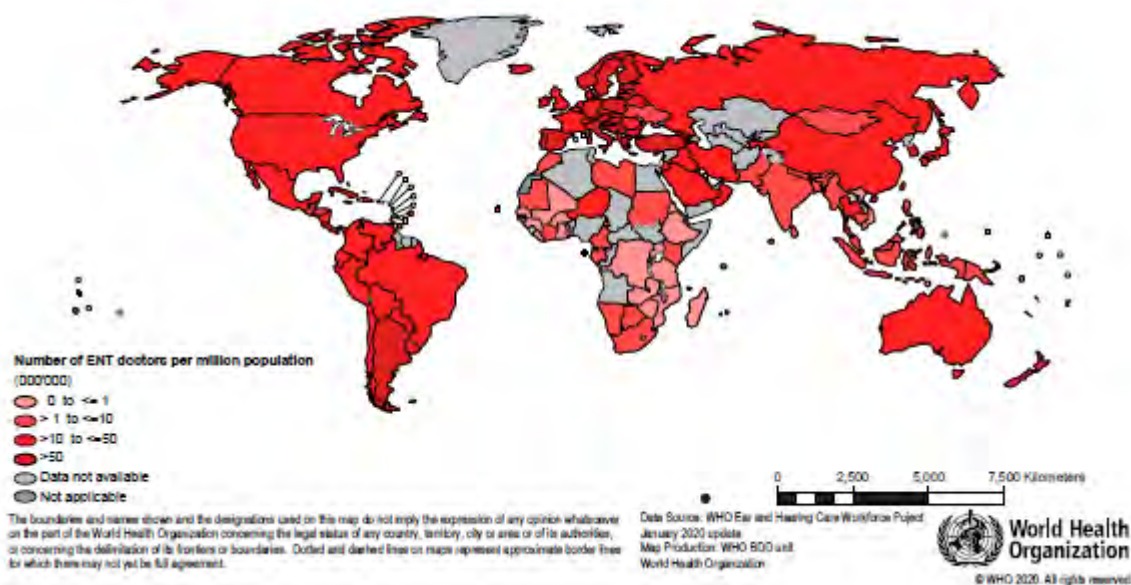 Number of ENT doctors per million population
(000'000)
0 to <= 1
> 1 to <=10
>10 to <=50
>50
Data not available
Not applicable
0 2,500 5,000 7,500 Kilometers
The boundaries and names shown and the designations used on this map do not imply the expression of any opinion whatsoever
on the part of the World Health Organization concerning the legal status of any country, territory, city or area or of its authorities,
or concerning the delimitation of its frontiers or boundaries. Dotted and dashed lines on maps represent approximate border lines
for which there may not yet be full agreement.
Data Source: WHO Ear and Hearing Care Workforce Poject
January 2020 update
Map Production: WHO unit
World Health Organization
World Health
Organization
© WHO 2020. All rights reserved